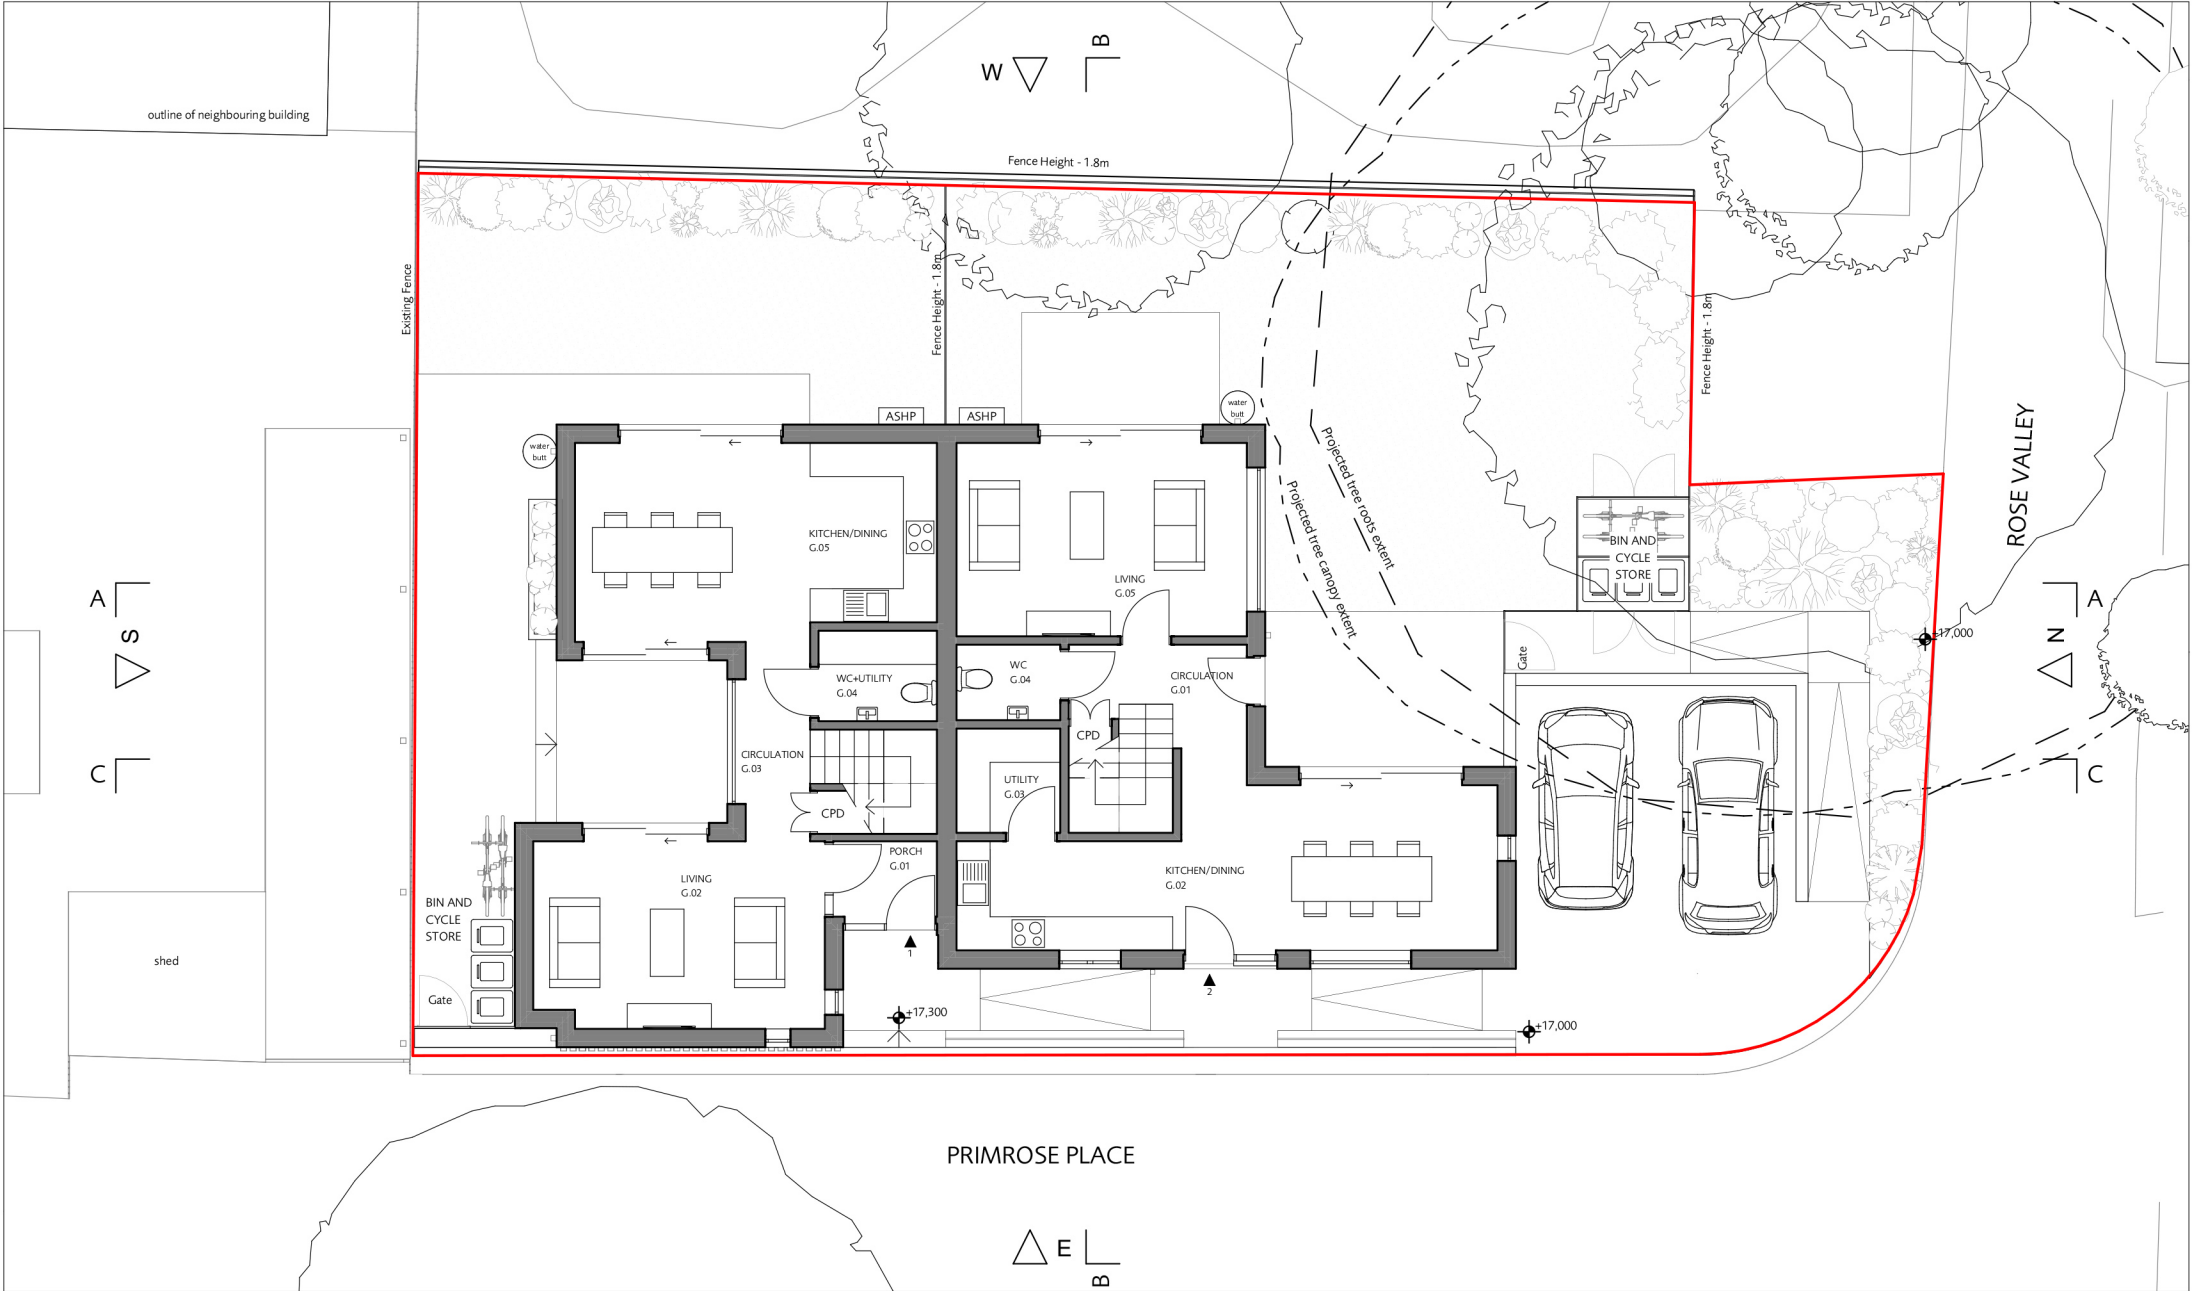 B
W
outline of neighbouring building
Fence Height - 1.8m
Existing Fence
Fence Height - 1.8m
Fence Height - 1.8m
ASHP
ASHP
water
butt
water
butt
ROSE VALLEY
Projected tree roots extent
Projected tree canopy extent
KITCHEN/DINING
G.05
LIVING
G.05
BIN AND
CYCLE
STORE
A
S
C
A
N
C
+17,000
WC+UTILITY
G.04
WC
G.04
CIRCULATION
G.01
Gate
CIRCULATION
G.03
CPD
CPD
UTILITY
G.03
PORCH
G.01
LIVING
G.02
KITCHEN/DINING
G.02
BIN AND
CYCLE
STORE
Gate
shed
1
2
+17,300
+17,000
PRIMROSE PLACE
E
B